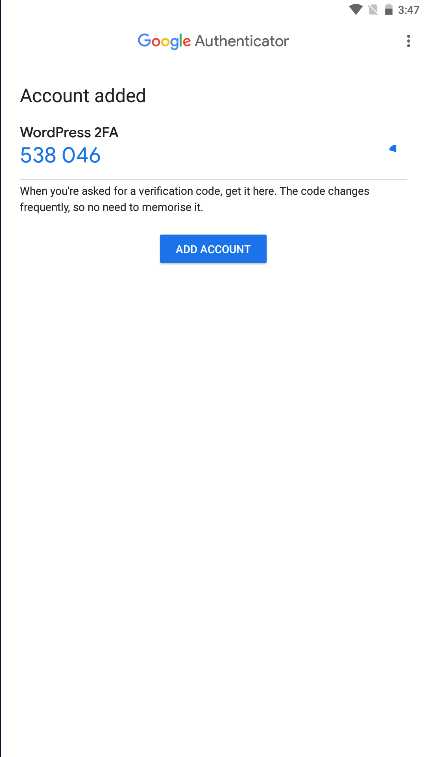 3:47
Google Authenticator
Account added
WordPress 2FA
538 046
When you're asked for a verification code, get it here. The code changes
frequently, so no need to memorise it.
ADD ACCOUNT